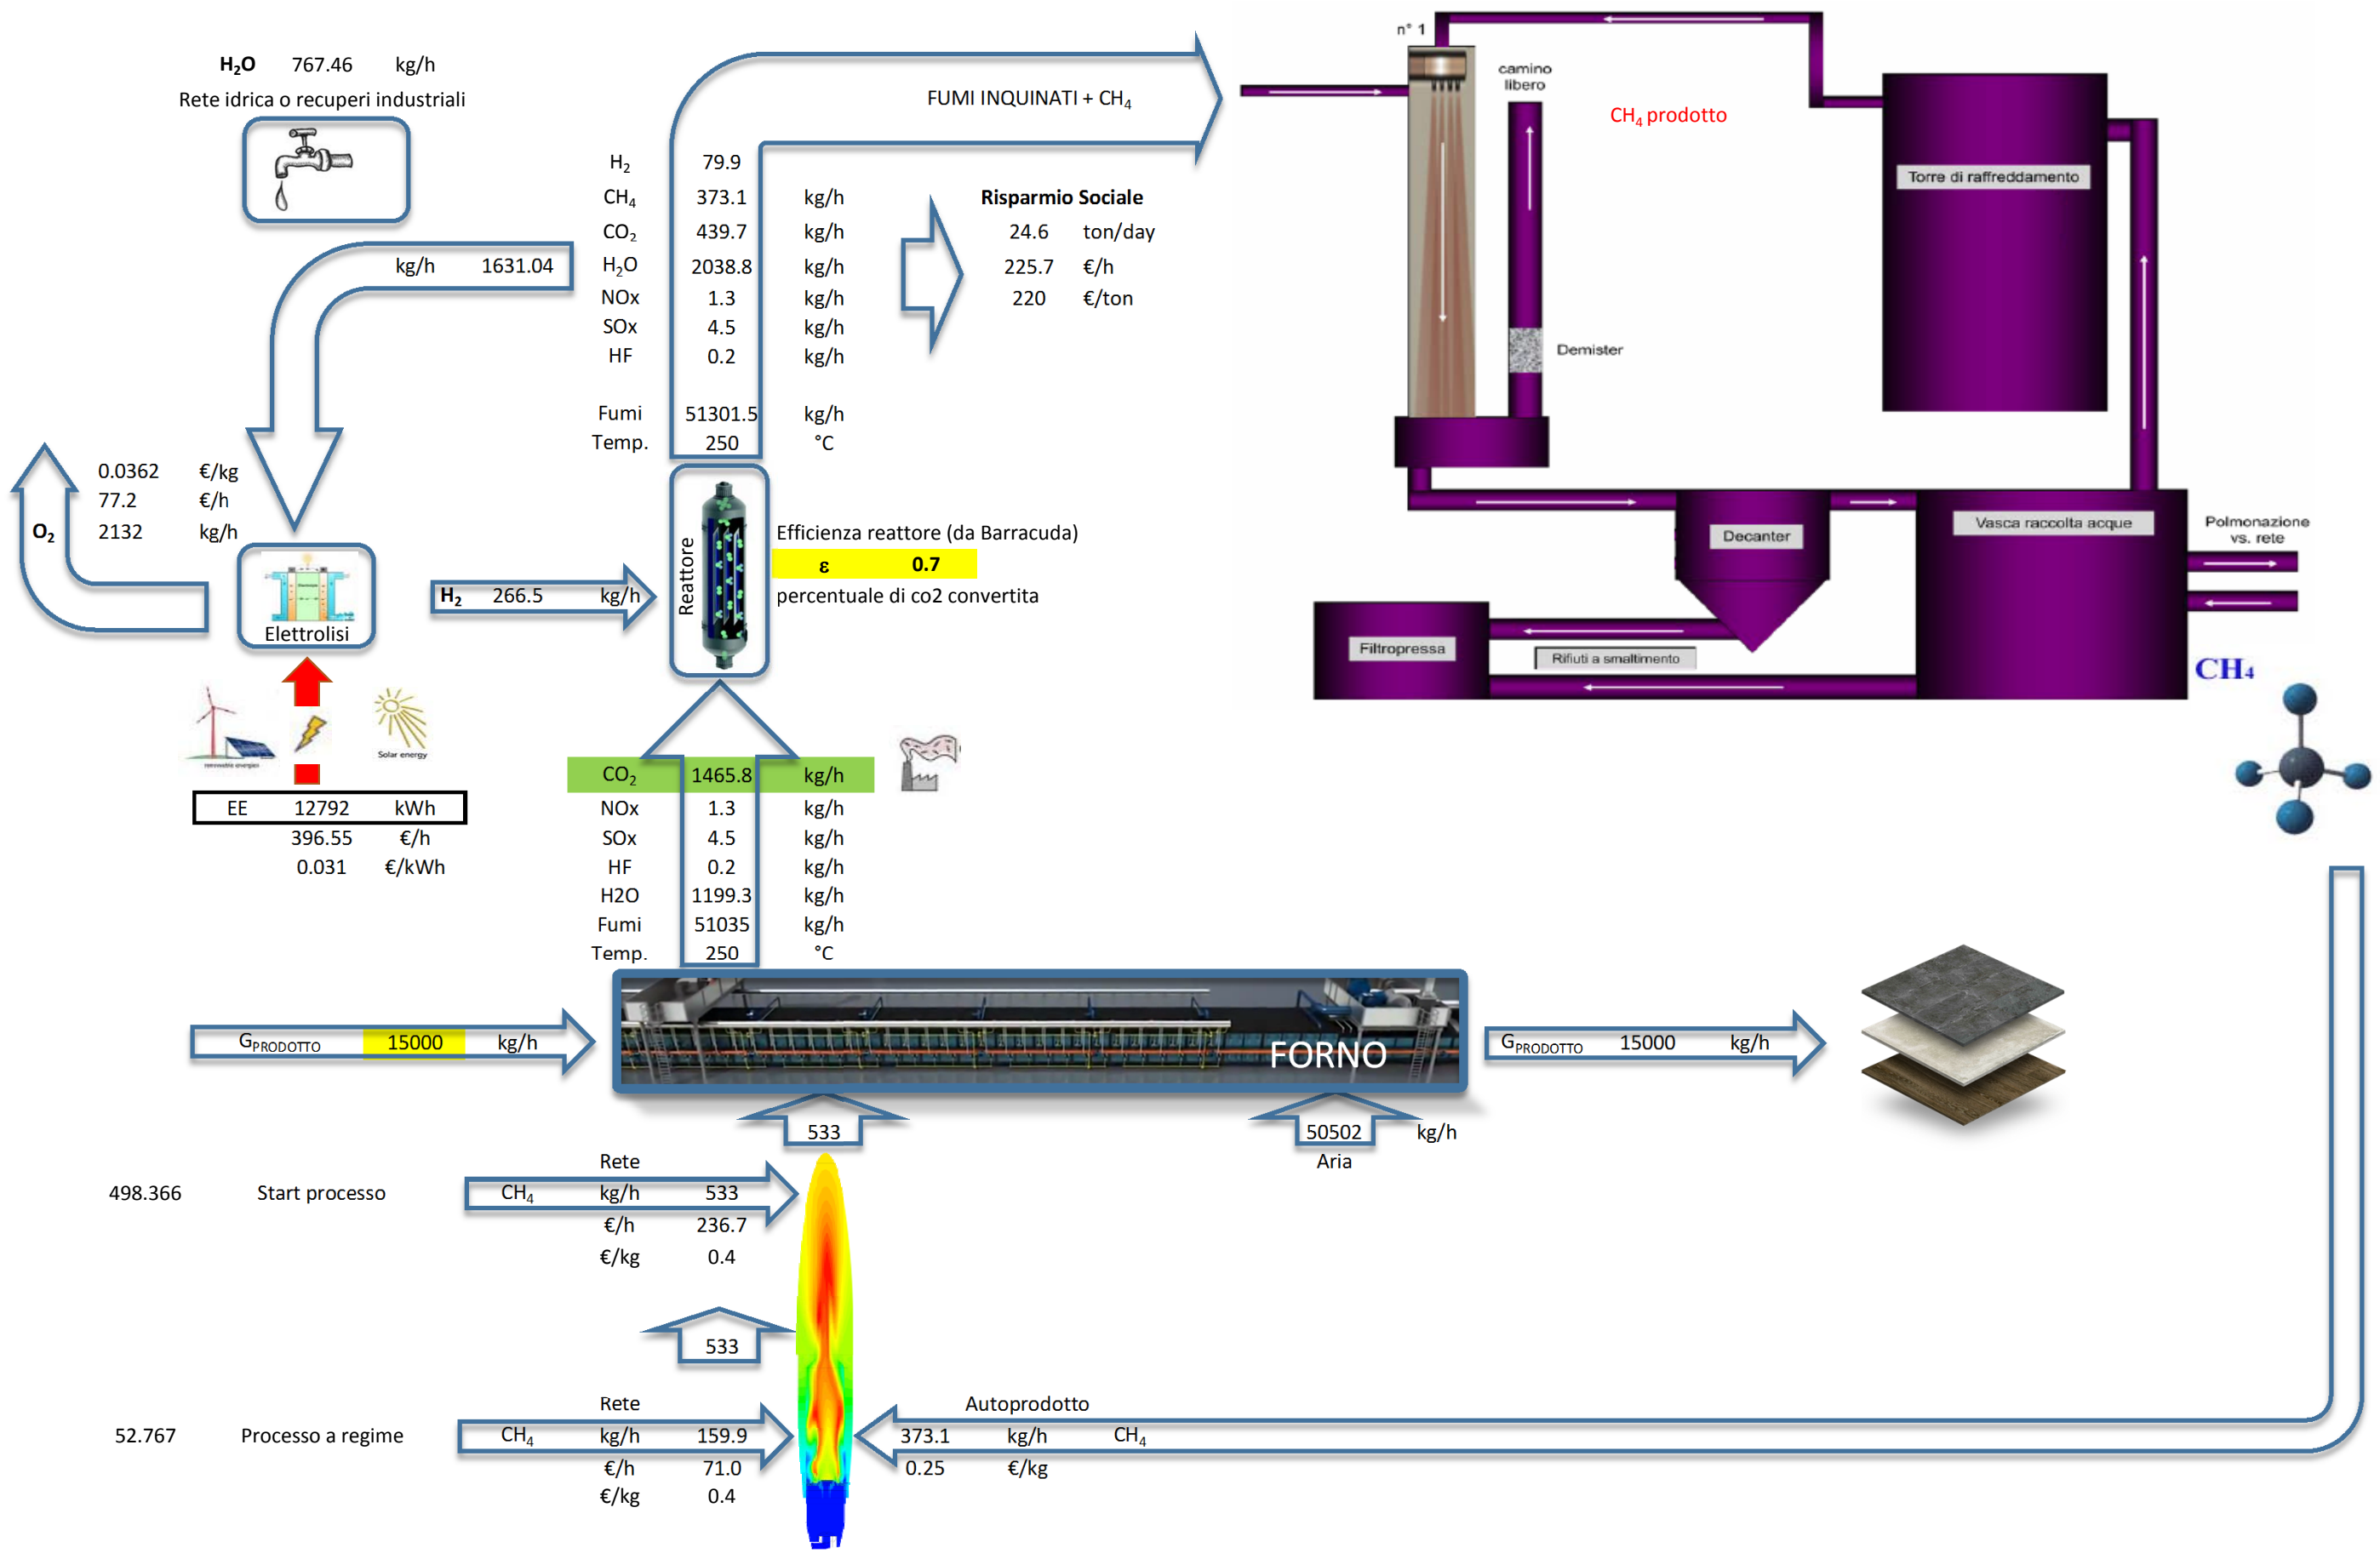 H₂O 767.46 kg/h
Rete idrica o recuperi industriali
kg/h 1631.04
FUMI INQUINATI + CH₄
H₂ 79.9
CH₄ 373.1 kg/h
CO₂ 439.7 kg/h
H₂O 2038.8 kg/h
NOx 1.3 kg/h
SOx 4.5 kg/h
HF 0.2 kg/h
Fumi 51301.5 kg/h
Temp. 250 °C
Risparmio Sociale
24.6 ton/day
225.7 €/h
220 €/ton
n° 1
camino
libero
CH₄ prodotto
Torre di raffreddamento
Demister
Decanter
Vasca raccolta acque
Polmonazione
vs. rete
Filtropressa
Rifiuti a smaltimento
CH₄
0.0362 €/kg
77.2 €/h
O₂ 2132 kg/h
Elettrolisi
H₂ 266.5 kg/h
Reattore
Efficienza reattore (da Barracuda)
ε 0.7
percentuale di co2 convertita
renewable energies
Solar energy
EE 12792 kWh
396.55 €/h
0.031 €/kWh
CO₂ 1465.8 kg/h
NOx 1.3 kg/h
SOx 4.5 kg/h
HF 0.2 kg/h
H2O 1199.3 kg/h
Fumi 51035 kg/h
Temp. 250 °C
G_PRODOTTO 15000 kg/h
FORNO
G_PRODOTTO 15000 kg/h
533
50502 kg/h
Aria
Rete
498.366 Start processo CH₄ kg/h 533
€/h 236.7
€/kg 0.4
533
Rete
Autoprodotto
52.767 Processo a regime CH₄ kg/h 159.9
373.1 kg/h CH₄
€/h 71.0
0.25 €/kg
€/kg 0.4